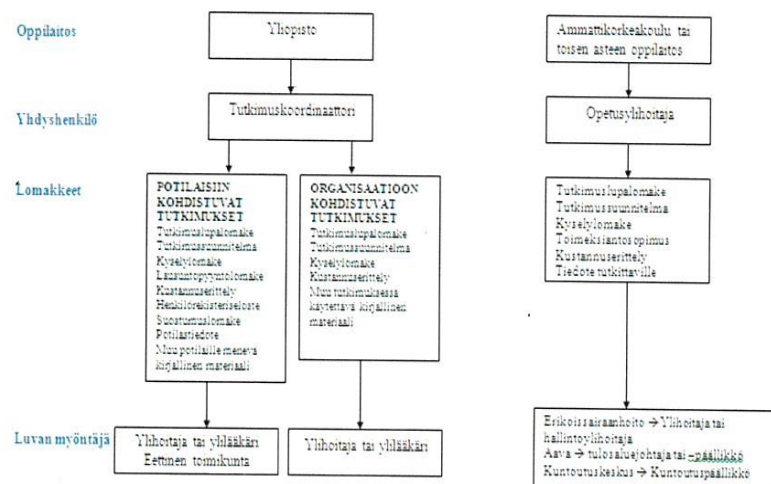 Oppilaitos
Yliopisto
Ammattikorkeakoulu tai
toisen asteen oppilaitos
Yhdyshenkilö
Tutkimuskoordinaattori
Opetusylihoitaja
Lomakkeet
POTILAISIIN
KOHDISTUVAT
TUTKIMUKSET
Tutkimuslupalomake
Tutkimussuunnitelma
Kyselylomake
Lausuntopyyntölomake
Kustannuserittely
Henkilörekisteriseloste
Suostumuslomake
Potilastiedote
Muu potilaille menevä
kirjallinen materiaali
ORGANISAATIOON
KOHDISTUVAT
TUTKIMUKSET
Tutkimuslupalomake
Tutkimussuunnitelma
Kyselylomake
Kustannuserittely
Muu tutkimuksessa
käytettävä kirjallinen
materiaali
Tutkimuslupalomake
Tutkimussuunnitelma
Kyselylomake
Toimeksiantosopimus
Kustannuserittely
Tiedote tutkittaville
Luvan myöntäjä
Ylihoitaja tai ylilääkäri
Eettinen toimikunta
Ylihoitaja tai ylilääkäri
Erikoissairaanhoito → Ylihoitaja tai
hallintoylihoitaja
Aava → tulosaluejohtaja tai –päällikkö
Kuntoutuskeskus → Kuntoutuspäällikkö